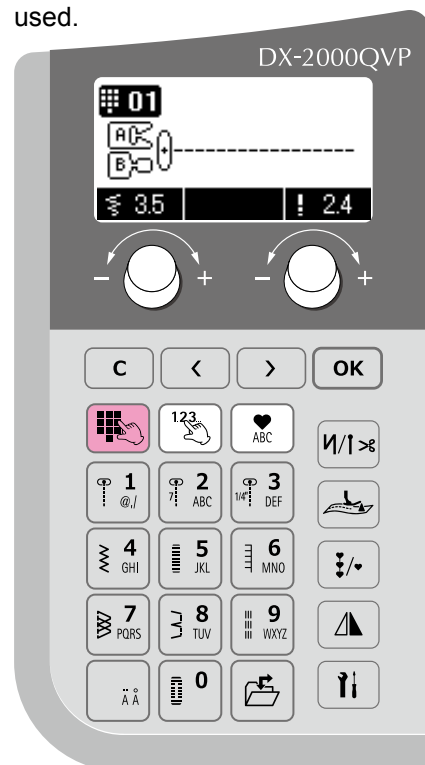 used.
DX-2000QVP
01
A
B
3.5 2.4
- + - +
C < > OK
123... ABC
1 @,/ 7 2 ABC 1/4" 3 DEF
4 GHI 5 JKL 6 MNO
7 PQRS 8 TUV 9 WXYZ
Ä Å 0